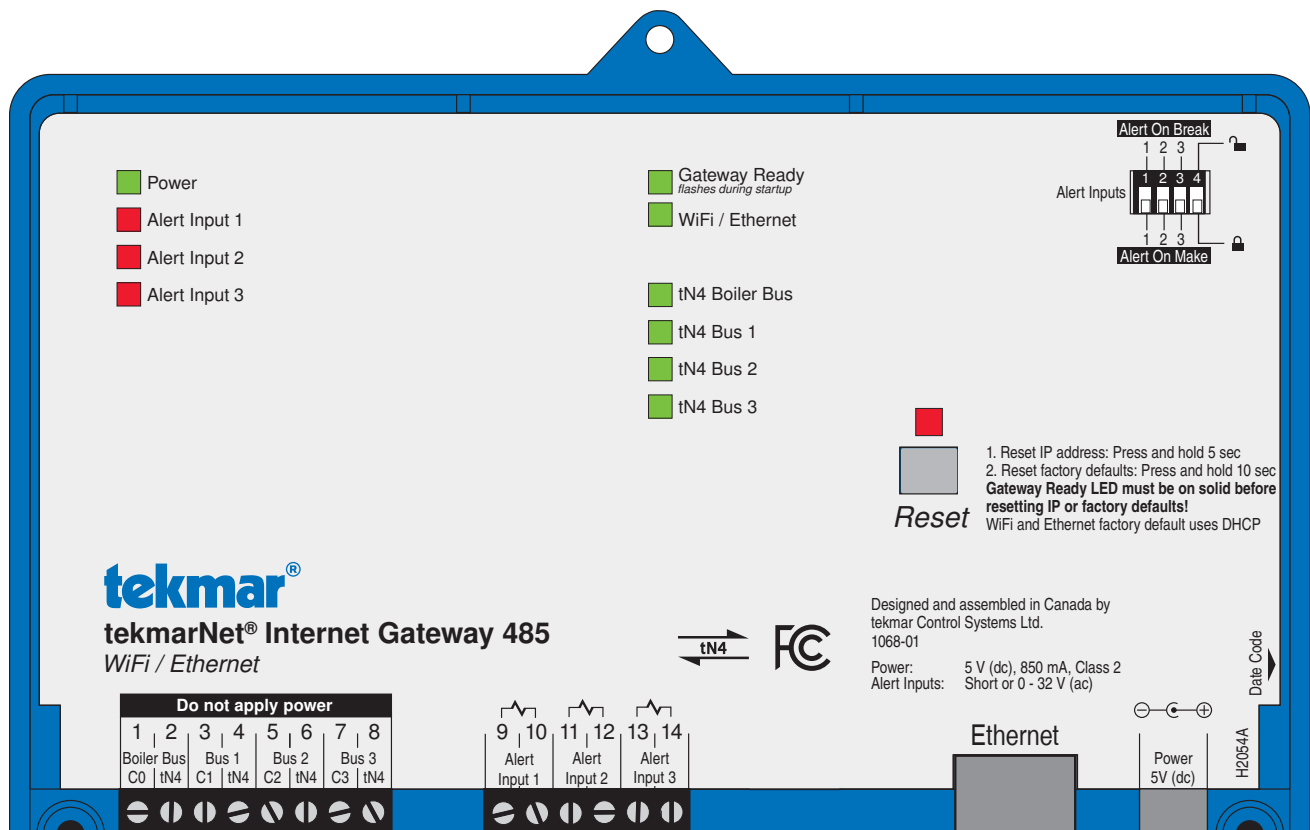 Alert On Break
1 2 3
Power
Gateway Ready
flashes during startup
1 2 3 4
Alert Inputs
Alert Input 1
WiFi / Ethernet
1 2 3
Alert On Make
Alert Input 2
Alert Input 3
tN4 Boiler Bus
tN4 Bus 1
tN4 Bus 2
tN4 Bus 3
1. Reset IP address: Press and hold 5 sec
2. Reset factory defaults: Press and hold 10 sec
Gateway Ready LED must be on solid before
resetting IP or factory defaults!
WiFi and Ethernet factory default uses DHCP
Reset
tekmar®
tekmarNet® Internet Gateway 485
WiFi / Ethernet
tN4
FC
Designed and assembled in Canada by
tekmar Control Systems Ltd.
1068-01
Power: 5 V (dc), 850 mA, Class 2
Alert Inputs: Short or 0 - 32 V (ac)
Date Code
H2054A
Do not apply power
1 2 3 4 5 6 7 8
Boiler Bus Bus 1 Bus 2 Bus 3
C0 tN4 C1 tN4 C2 tN4 C3 tN4
9 10 11 12 13 14
Alert Alert Alert
Input 1 Input 2 Input 3
Ethernet
Power
5V (dc)